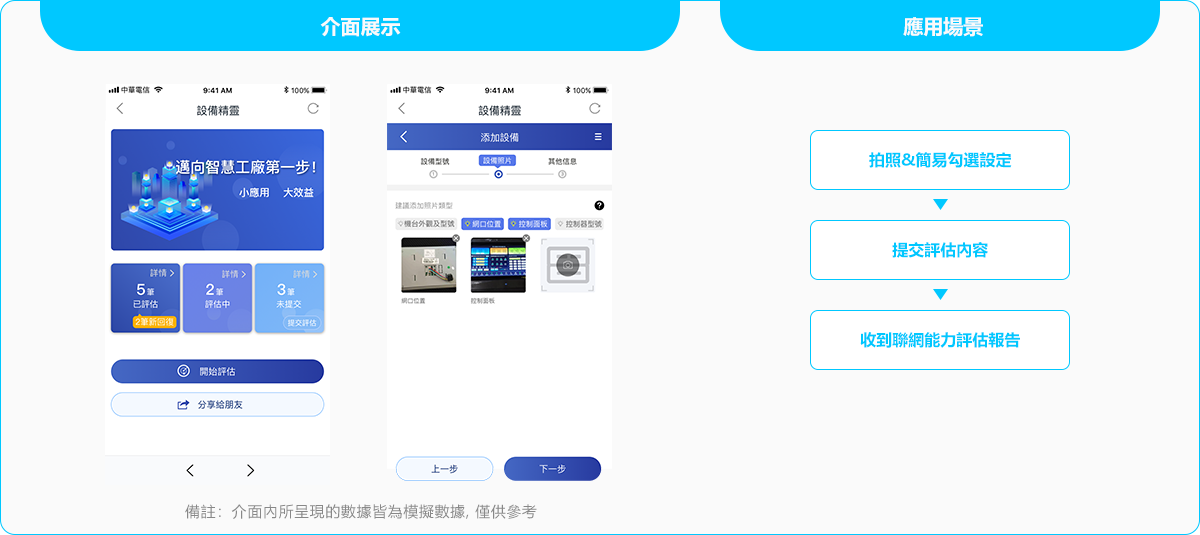 介面展示
應用場景
中華電信 9:41 AM 100%
設備精靈
邁向智慧工廠第一步!
小應用 大效益
詳情 詳情 詳情
5筆 2筆 3筆
已評估 評估中 未提交
2筆新回復 提交評估
開始評估
分享給朋友
中華電信 9:41 AM 100%
設備精靈
添加設備
設備型號 設備照片 其他信息
1 3
建議添加照片類型 ?
機台外觀及型號 網口位置 控制面板 控制器型號
網口位置 控制面板
上一步 下一步
備註: 介面內所呈現的數據皆為模擬數據, 僅供參考
拍照&簡易勾選設定
提交評估內容
收到聯網能力評估報告